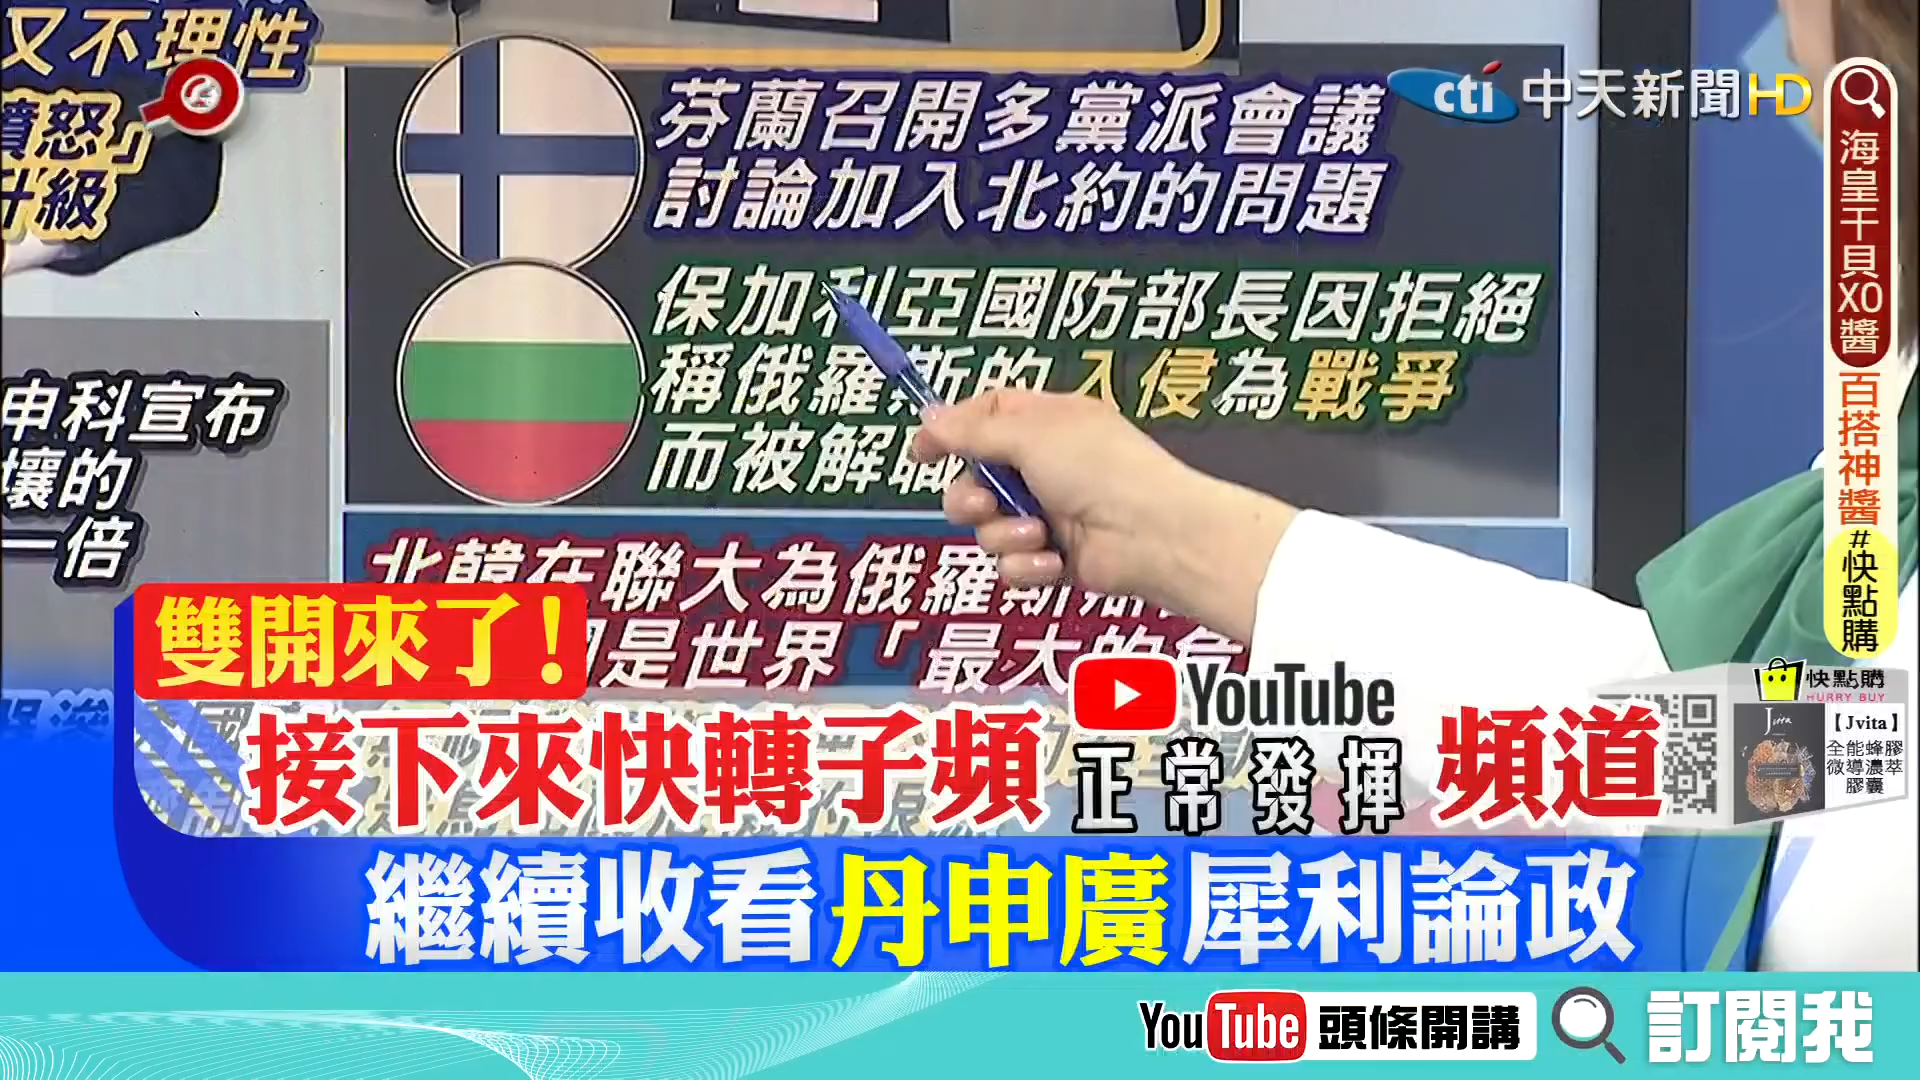 又不理性
憤怒」
升級
申科宣布
壤的
一倍
芬蘭召開多黨派會議
討論加入北約的問題
保加利亞國防部長因拒絕
稱俄羅斯的入侵為戰爭
而被解職
北韓在聯大為俄羅斯
是世界「最大的危
cti 中天新聞HD
海皇干貝XO醬
百搭神醬
#快點購
快點購
HURRY BUY
Jvita
【Jvita】
全能蜂膠
微導濃萃
膠囊
雙開來了!
接下來快轉子頻 YouTube 正常發揮 頻道
繼續收看丹申廣犀利論政
YouTube 頭條開講 訂閱我